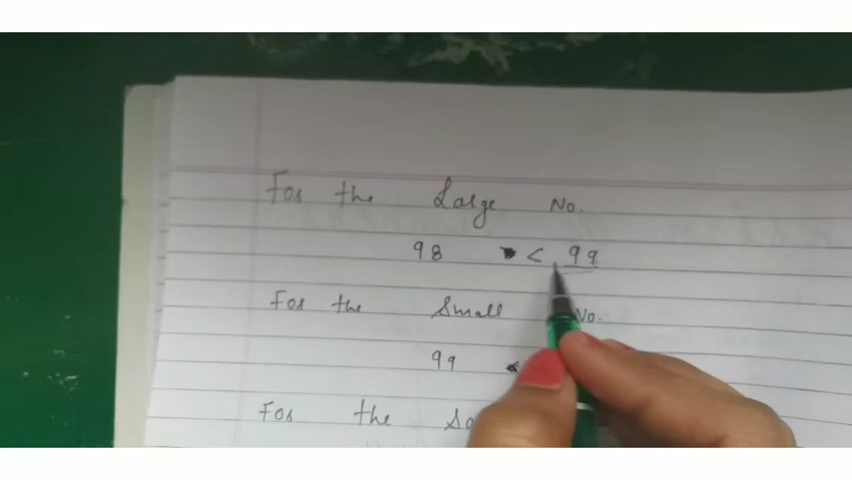 For the Large No.
98 < 99
For the Small No.
99
For the